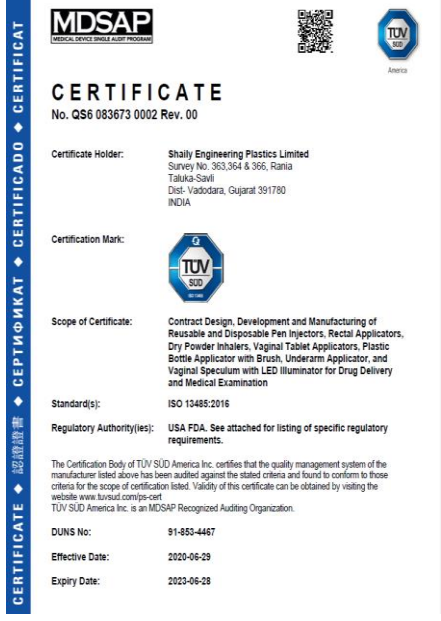 MDSAP
MEDICAL DEVICE SINGLE AUDIT PROGRAM
TÜV
SÜD
America
CERTIFICATE
No. QS6 083673 0002 Rev. 00
Certificate Holder: Shaily Engineering Plastics Limited
Survey No. 363,364 & 366, Rania
Taluka-Savli
Dist- Vadodara, Gujarat 391780
INDIA
Certification Mark:
TÜV
SÜD
ISO 13485
Scope of Certificate: Contract Design, Development and Manufacturing of
Reusable and Disposable Pen Injectors, Rectal Applicators,
Dry Powder Inhalers, Vaginal Tablet Applicators, Plastic
Bottle Applicator with Brush, Underarm Applicator, and
Vaginal Speculum with LED Illuminator for Drug Delivery
and Medical Examination
Standard(s): ISO 13485:2016
Regulatory Authority(ies): USA FDA. See attached for listing of specific regulatory
requirements.
The Certification Body of TÜV SÜD America Inc. certifies that the quality management system of the
manufacturer listed above has been audited against the stated criteria and found to conform to those
criteria for the scope of certification listed. Validity of this certificate can be obtained by visiting the
website www.tuvsud.com/ps-cert
TÜV SÜD America Inc. is an MDSAP Recognized Auditing Organization.
DUNS No: 91-853-4467
Effective Date: 2020-06-29
Expiry Date: 2023-06-28
CERTIFICATE ◆ 認證證書 ◆ СЕРТИФИКАТ ◆ CERTIFICADO ◆ CERTIFICAT